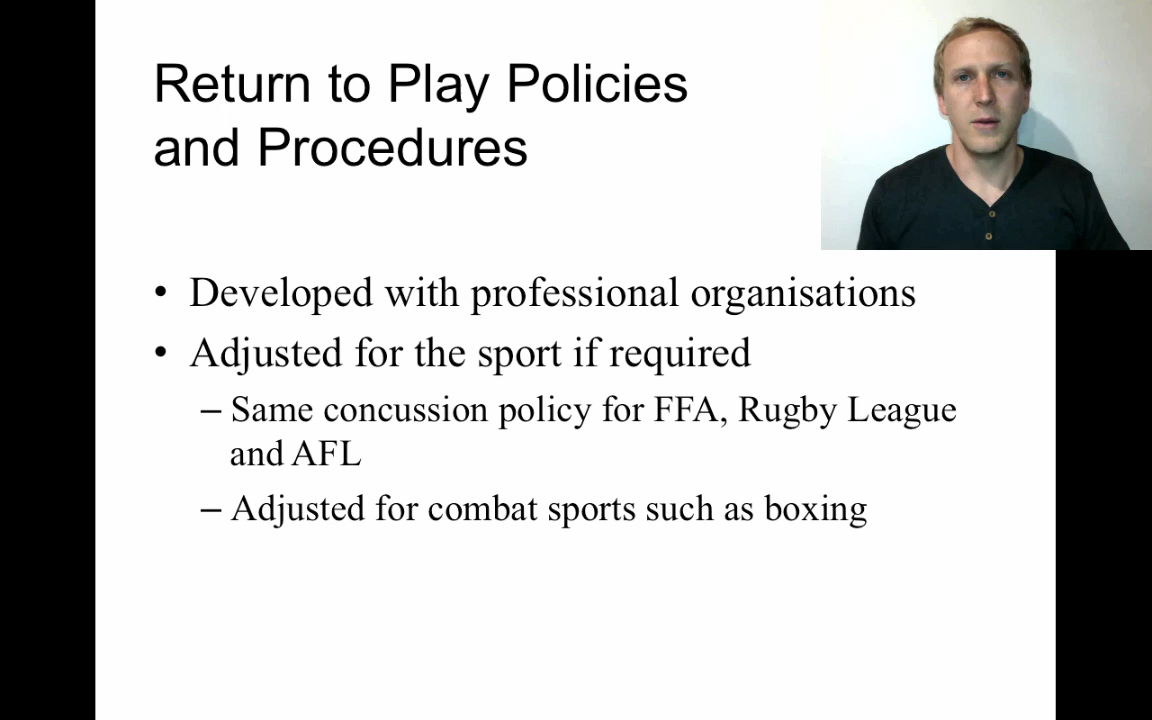 Return to Play Policies
and Procedures
• Developed with professional organisations
• Adjusted for the sport if required
– Same concussion policy for FFA, Rugby League
and AFL
– Adjusted for combat sports such as boxing